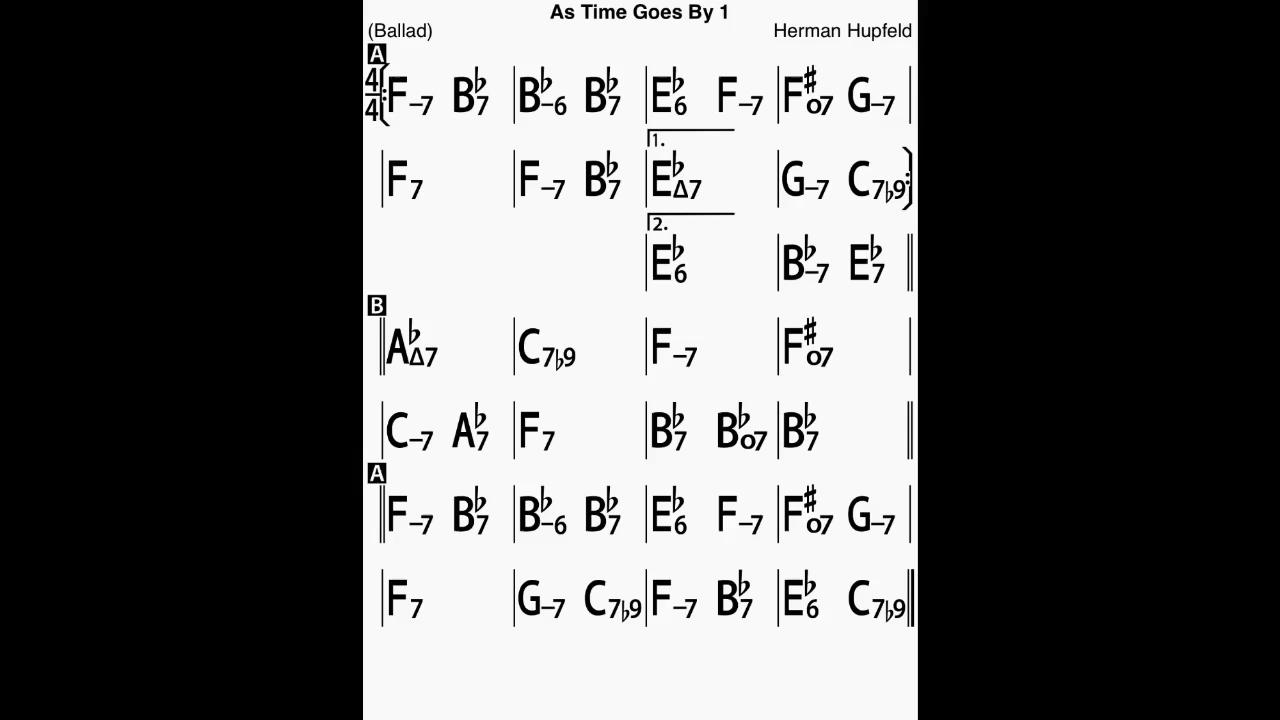 As Time Goes By 1
(Ballad) Herman Hupfeld
A
4/4 F–7 B♭7 B♭–6 B♭7 E♭6 F–7 F♯o7 G–7
1.
F7 F–7 B♭7 E♭Δ7 G–7 C7♭9
2.
E♭6 B♭–7 E♭7
B
A♭Δ7 C7♭9 F–7 F♯o7
C–7 A♭7 F7 B♭7 B♭o7 B♭7
A
F–7 B♭7 B♭–6 B♭7 E♭6 F–7 F♯o7 G–7
F7 G–7 C7♭9 F–7 B♭7 E♭6 C7♭9